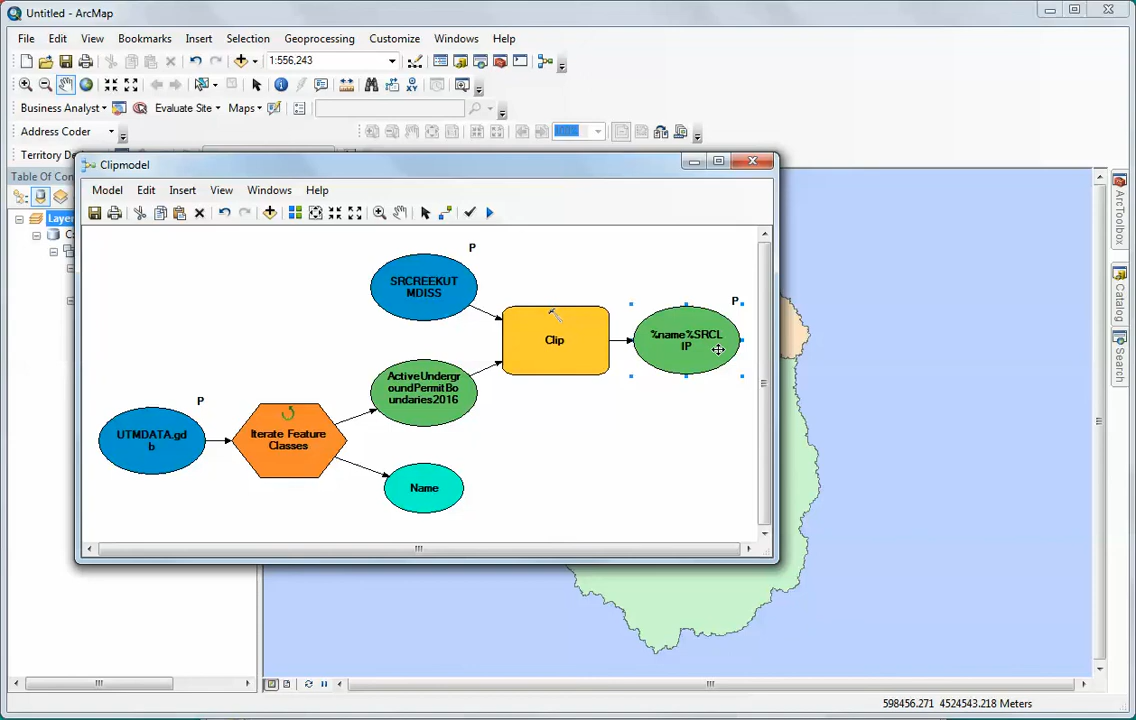 Untitled - ArcMap
File Edit View Bookmarks Insert Selection Geoprocessing Customize Windows Help
1:556,243
Business Analyst Evaluate Site Maps
Address Coder
Territory De
Table Of Con
Layer
Clipmodel
Model Edit Insert View Windows Help
P
SRCREEKUT
MDISS
Clip
P
%name%SRCL
IP
ActiveUndergr
oundPermitBo
undaries2016
P
UTMDATA.gd
b
Iterate Feature
Classes
Name
ArcToolbox
Catalog
Search
598456.271 4524543.218 Meters